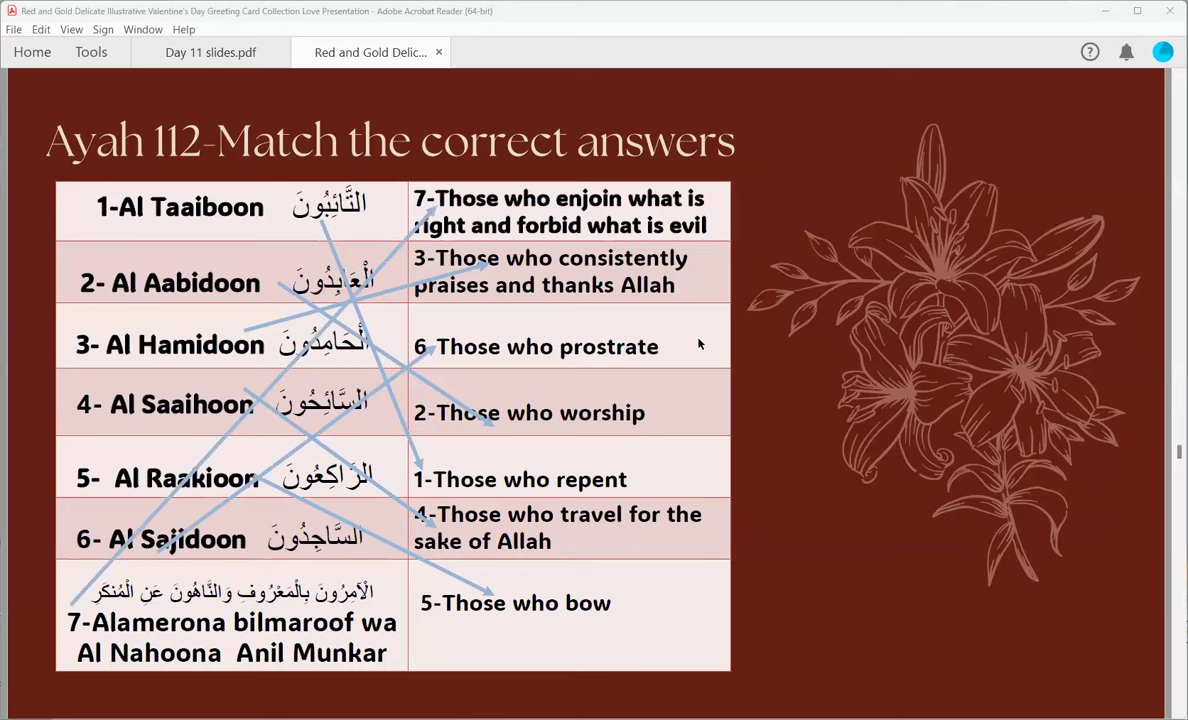 Red and Gold Delicate Illustrative Valentine's Day Greeting Card Collection Love Presentation - Adobe Acrobat Reader (64-bit)
File Edit View Sign Window Help
Home Tools Day 11 slides.pdf Red and Gold Delic... ×
Ayah 112-Match the correct answers
1-Al Taaiboon التَّائِبُونَ
7-Those who enjoin what is
right and forbid what is evil
2- Al Aabidoon الْعَابِدُونَ
3-Those who consistently
praises and thanks Allah
3- Al Hamidoon الْحَامِدُونَ
6 Those who prostrate
4- Al Saaihoon السَّائِحُونَ
2-Those who worship
5- Al Raakioon الرَّاكِعُونَ
1-Those who repent
6- Al Sajidoon السَّاجِدُونَ
4-Those who travel for the
sake of Allah
الْآمِرُونَ بِالْمَعْرُوفِ وَالنَّاهُونَ عَنِ الْمُنكَرِ
7-Alamerona bilmaroof wa
Al Nahoona Anil Munkar
5-Those who bow